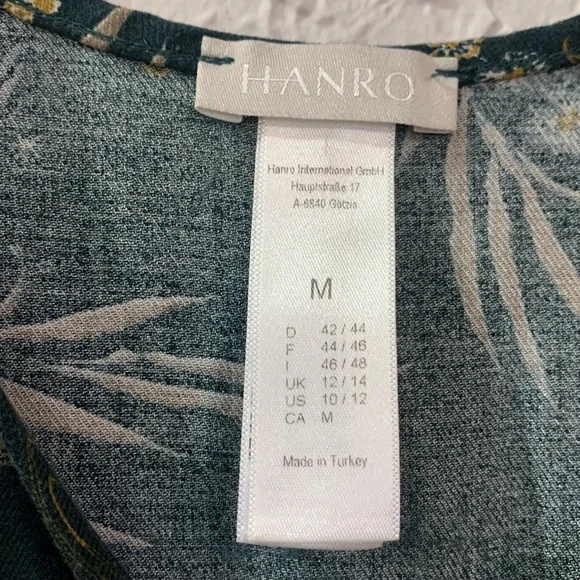 HANRO
Hanro International GmbH
Hauptstraße 17
A-6840 Götzis
M
D 42 / 44
F 44 / 46
I 46 / 48
UK 12 / 14
US 10 / 12
CA M
Made in Turkey